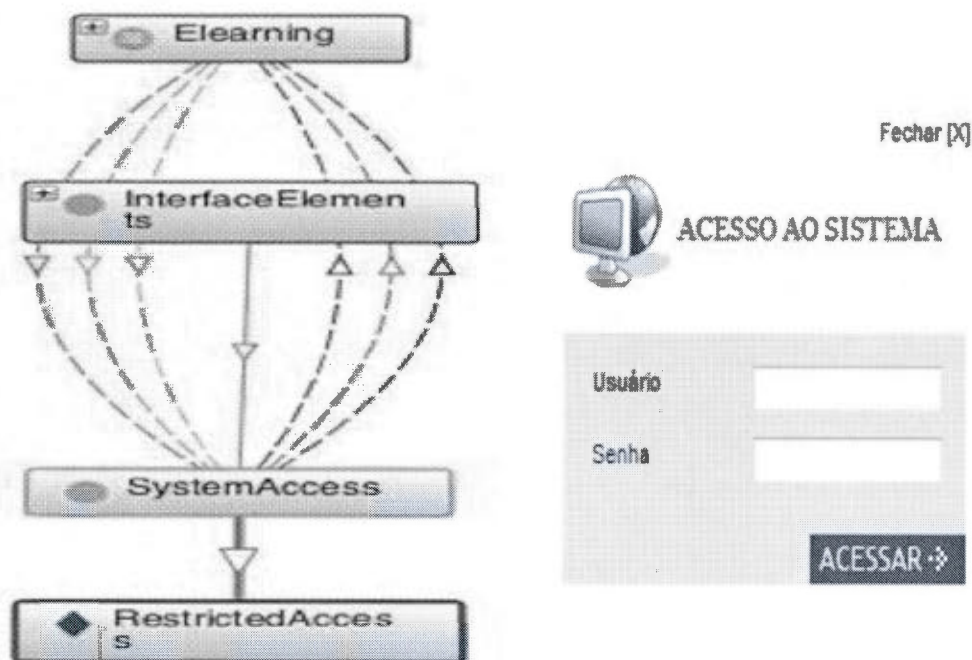 Elearning
InterfaceElemen
ts
SystemAccess
RestrictedAcces
s
Fechar [X]
ACESSO AO SISTEMA
Usuário
Senha
ACESSAR